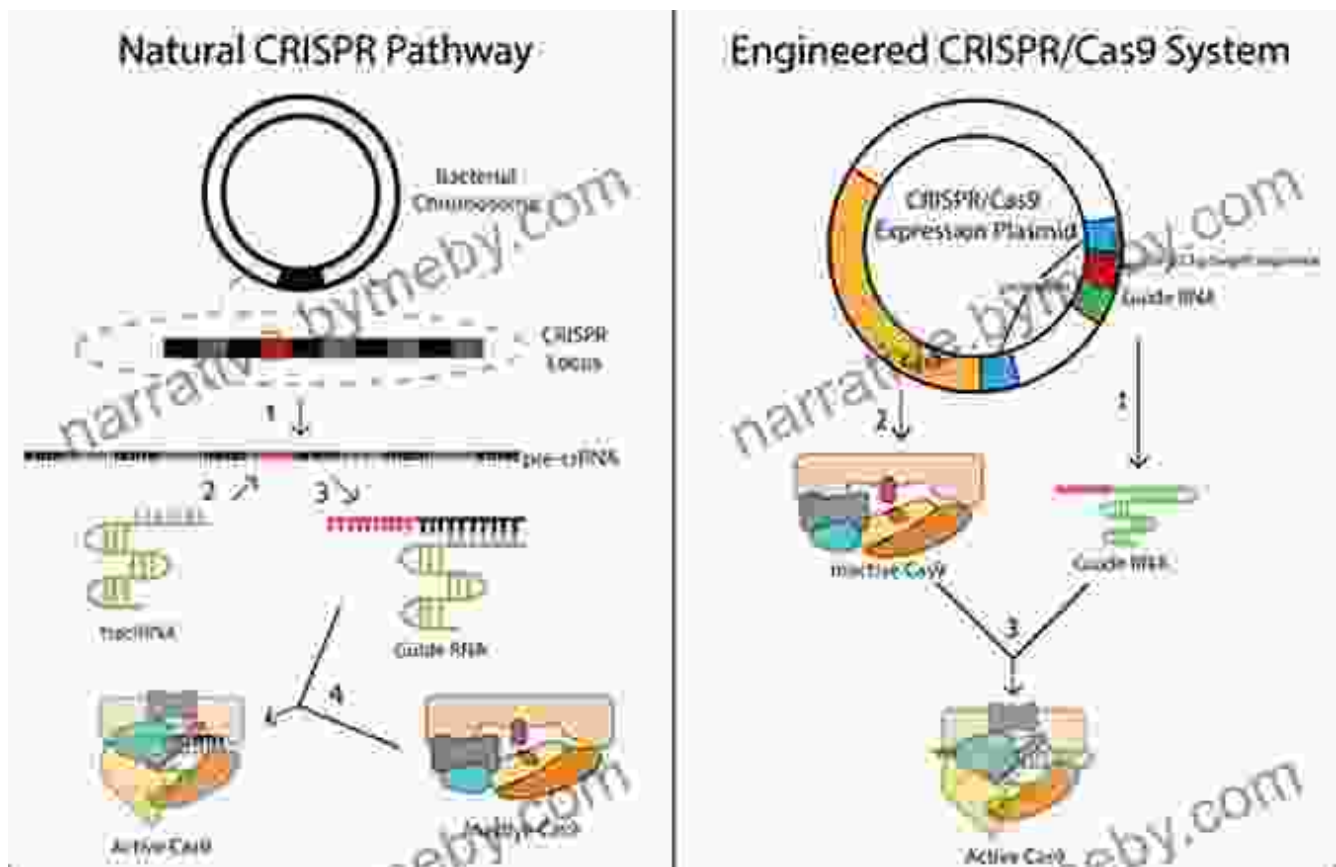 Natural CRISPR Pathway
Bacterial
Chromosome
CRISPR
Locus
1
pre-crRNA
2
3
tracrRNA
Guide RNA
4
Active Cas9
Inactive Cas9
Engineered CRISPR/Cas9 System
CRISPR/Cas9
Expression Plasmid
Guide RNA
2
1
Inactive Cas9
Guide RNA
3
Active Cas9
narrative.bymeby.com
narrative.bymeby.com